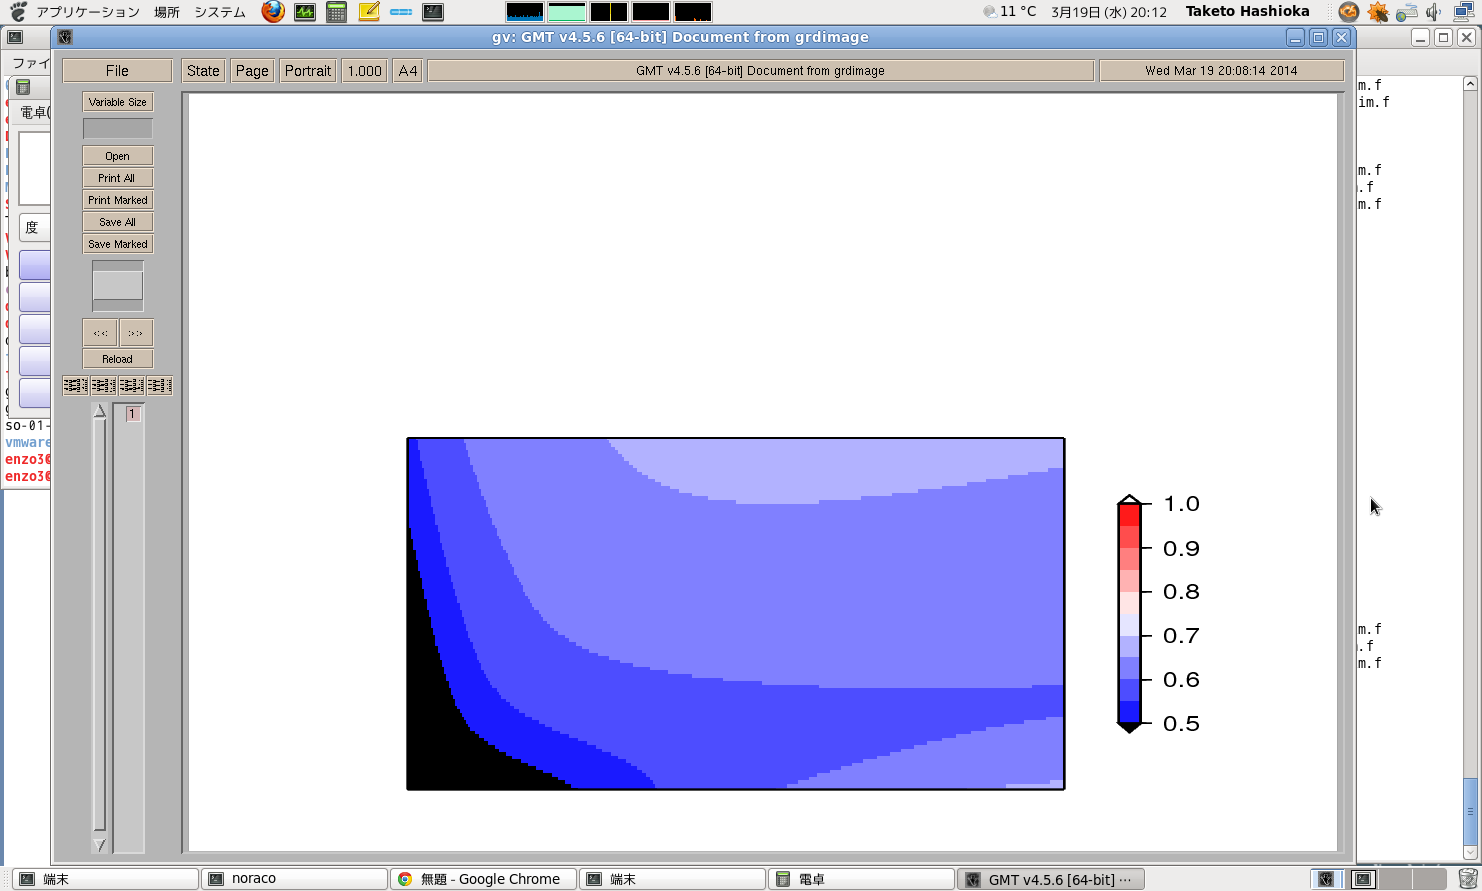 アプリケーション 場所 システム 11 °C 3月19日 (水) 20:12 Taketo Hashioka
gv: GMT v4.5.6 [64-bit] Document from grdimage
ファイ
File State Page Portrait 1.000 A4 GMT v4.5.6 [64-bit] Document from grdimage Wed Mar 19 20:08:14 2014
m.f
im.f
m.f
.f
m.f
Variable Size
電卓(
Open
Print All
Print Marked
Save All
Save Marked
度
<< >>
Reload
1
so-01-
vmware
enzo30
enzo30
1.0
0.9
0.8
0.7
0.6
0.5
m.f
.f
m.f
端末 noraco 無題 - Google Chrome 端末 電卓 GMT v4.5.6 [64-bit] ...